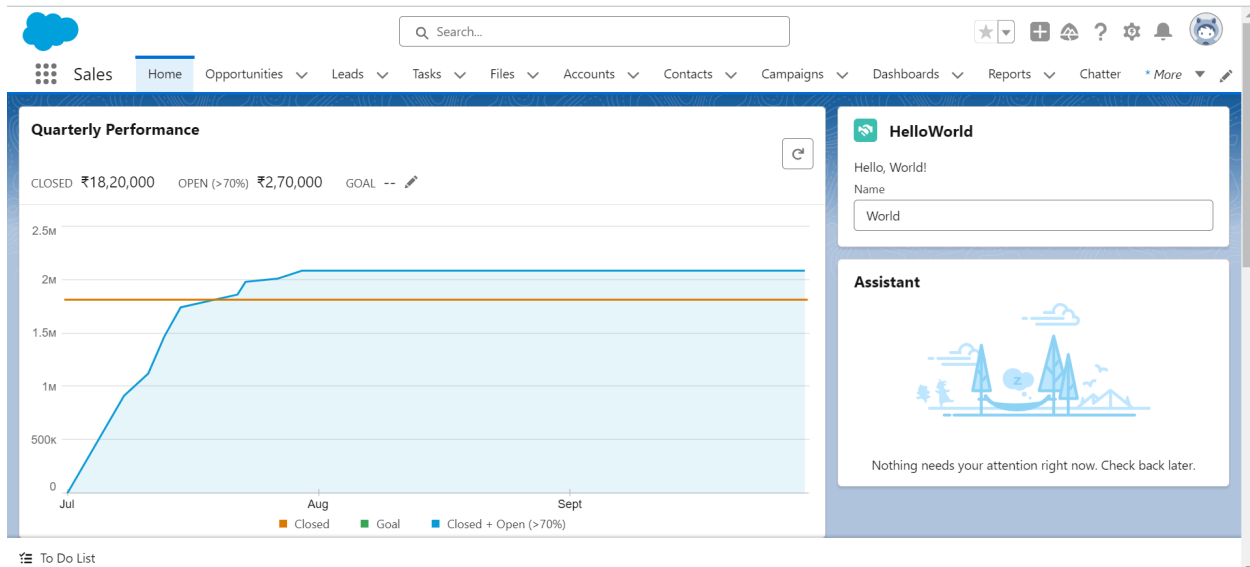 Search...
Sales Home Opportunities Leads Tasks Files Accounts Contacts Campaigns Dashboards Reports Chatter * More
Quarterly Performance
CLOSED ₹18,20,000 OPEN (>70%) ₹2,70,000 GOAL --
2.5M
2M
1.5M
1M
500K
0
Jul Aug Sept
Closed Goal Closed + Open (>70%)
HelloWorld
Hello, World!
Name
World
Assistant
z
Nothing needs your attention right now. Check back later.
To Do List